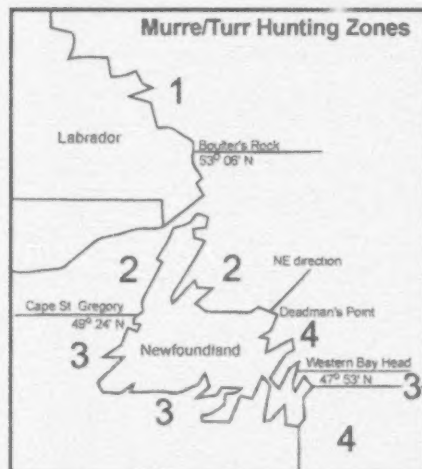 Murre/Turr Hunting Zones
1
Labrador
Boulter's Rock
53° 06' N
2
2
NE direction
Cape St. Gregory
49° 24' N
Deadman's Point
4
3
Newfoundland
Western Bay Head
47° 53' N
3
3
4